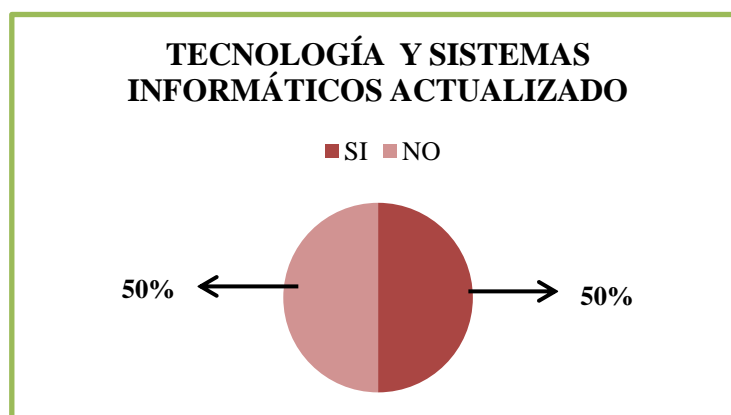 TECNOLOGÍA Y SISTEMAS
INFORMÁTICOS ACTUALIZADO
SI NO
50%
50%